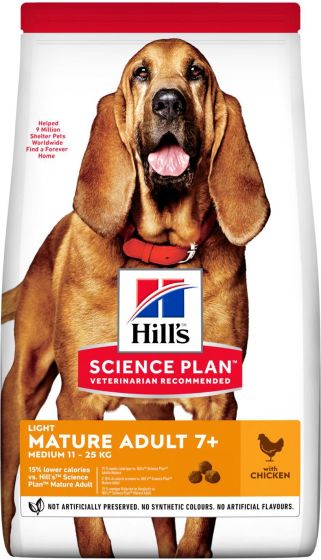 Helped
9 Million
Shelter Pets
Worldwide
Find a Forever
Home
Hill's™
SCIENCE PLAN™
VETERINARIAN RECOMMENDED
LIGHT
MATURE ADULT 7+
MEDIUM 11 - 25 KG
15% lower calories
vs. Hill's™ Science
Plan™ Mature Adult
with
CHICKEN
NOT ARTIFICIALLY PRESERVED. NO SYNTHETIC COLOURS. NO ARTIFICIAL FLAVOURS.